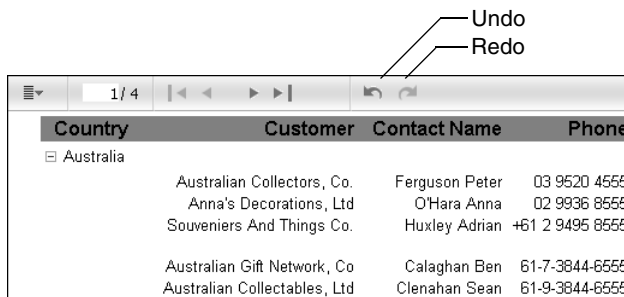 Undo
Redo
1/ 4
Country Customer Contact Name Phone
Australia
Australian Collectors, Co. Ferguson Peter 03 9520 4555
Anna's Decorations, Ltd O'Hara Anna 02 9936 8555
Souveniers And Things Co. Huxley Adrian +61 2 9495 8555
Australian Gift Network, Co Calaghan Ben 61-7-3844-6555
Australian Collectables, Ltd Clenahan Sean 61-9-3844-6555